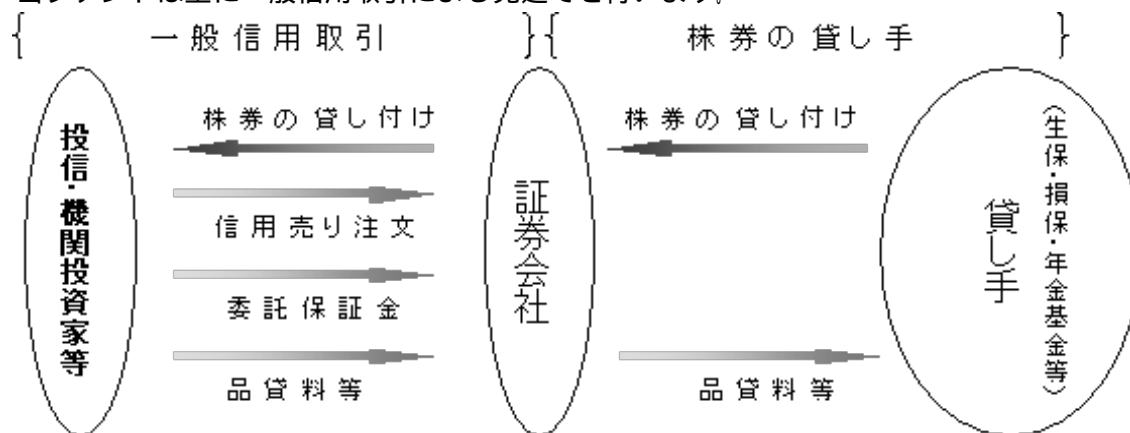 { 一般信用取引 }{ 株券の貸し手 }
株券の貸し付け
株券の貸し付け
投信・機関投資家等
信用売り注文
委託保証金
品貸料等
証券会社
品貸料等
貸し手
(生保・損保・年金基金等)